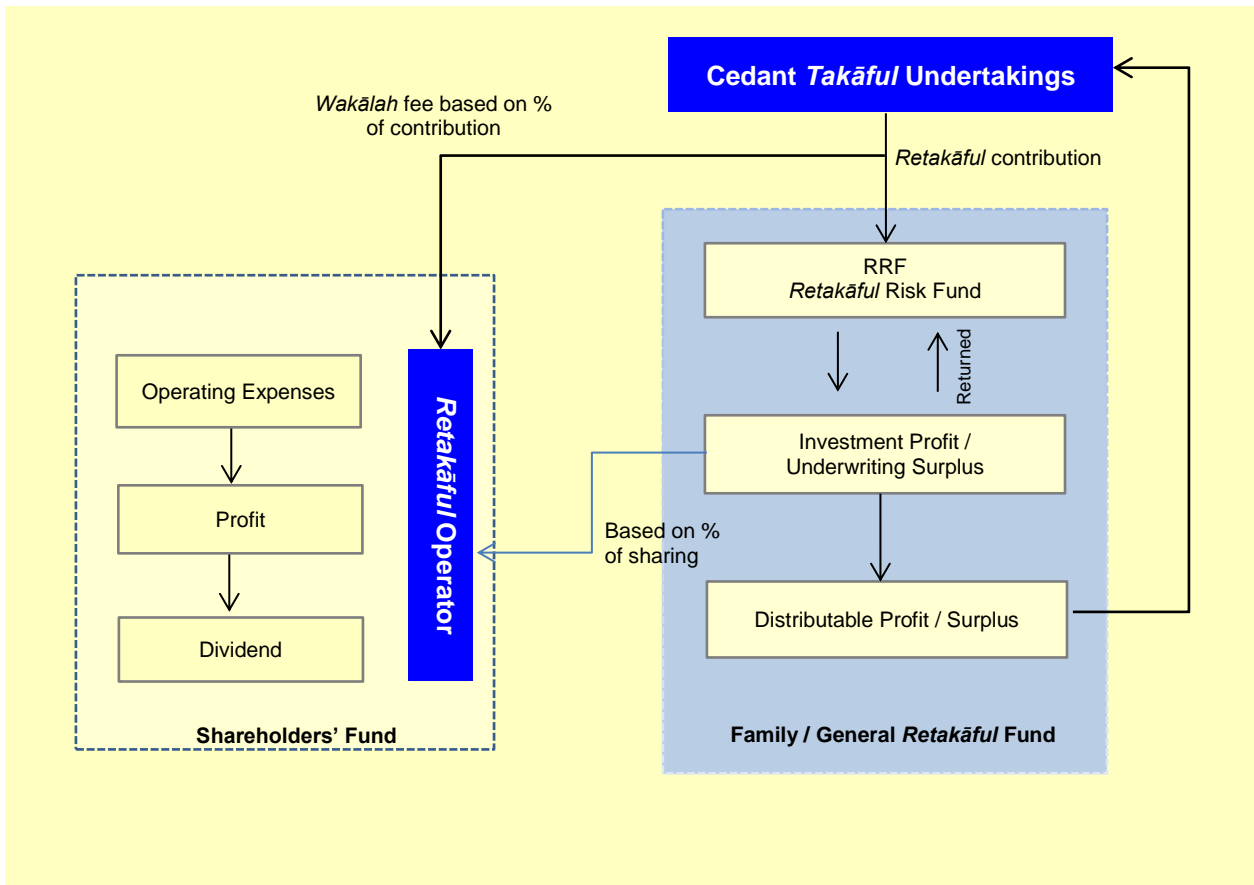 Cedant Takāful Undertakings
Wakālah fee based on %
of contribution
Retakāful contribution
RRF
Retakāful Risk Fund
Returned
Operating Expenses
Retakāful Operator
Investment Profit /
Underwriting Surplus
Profit
Based on %
of sharing
Distributable Profit / Surplus
Dividend
Shareholders’ Fund
Family / General Retakāful Fund